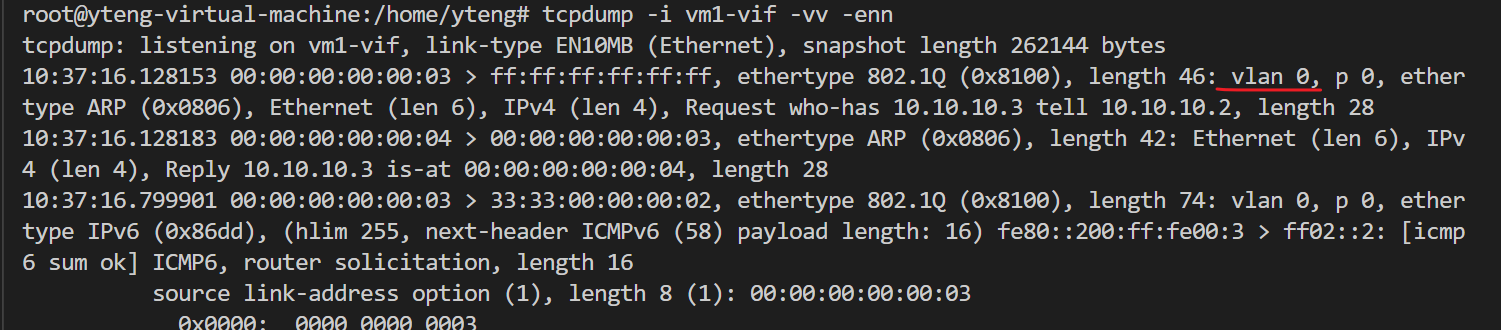 root@yteng-virtual-machine:/home/yteng# tcpdump -i vm1-vif -vv -enn
tcpdump: listening on vm1-vif, link-type EN10MB (Ethernet), snapshot length 262144 bytes
10:37:16.128153 00:00:00:00:00:03 > ff:ff:ff:ff:ff:ff, ethertype 802.1Q (0x8100), length 46: vlan 0, p 0, ether
type ARP (0x0806), Ethernet (len 6), IPv4 (len 4), Request who-has 10.10.10.3 tell 10.10.10.2, length 28
10:37:16.128183 00:00:00:00:00:04 > 00:00:00:00:00:03, ethertype ARP (0x0806), length 42: Ethernet (len 6), IPv
4 (len 4), Reply 10.10.10.3 is-at 00:00:00:00:00:04, length 28
10:37:16.799901 00:00:00:00:00:03 > 33:33:00:00:00:02, ethertype 802.1Q (0x8100), length 74: vlan 0, p 0, ether
type IPv6 (0x86dd), (hlim 255, next-header ICMPv6 (58) payload length: 16) fe80::200:ff:fe00:3 > ff02::2: [icmp
6 sum ok] ICMP6, router solicitation, length 16
source link-address option (1), length 8 (1): 00:00:00:00:00:03
0x0000: 0000 0000 0003